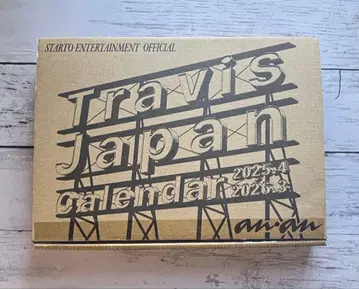 STARTO ENTERTAINMENT OFFICIAL
Travis
Japan
Calendar 2025.4
2026.3
an·an